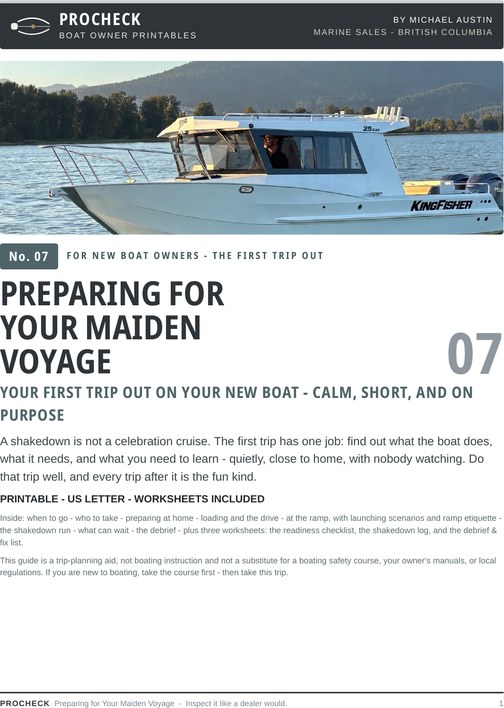 PROCHECK
BOAT OWNER PRINTABLES
BY MICHAEL AUSTIN
MARINE SALES - BRITISH COLUMBIA
25
KINGFISHER
No. 07
FOR NEW BOAT OWNERS - THE FIRST TRIP OUT
PREPARING FOR
YOUR MAIDEN
VOYAGE
07
YOUR FIRST TRIP OUT ON YOUR NEW BOAT - CALM, SHORT, AND ON
PURPOSE
A shakedown is not a celebration cruise. The first trip has one job: find out what the boat does,
what it needs, and what you need to learn - quietly, close to home, with nobody watching. Do
that trip well, and every trip after it is the fun kind.
PRINTABLE - US LETTER - WORKSHEETS INCLUDED
Inside: when to go - who to take - preparing at home - loading and the drive - at the ramp, with launching scenarios and ramp etiquette -
the shakedown run - what can wait - the debrief - plus three worksheets: the readiness checklist, the shakedown log, and the debrief &
fix list.
This guide is a trip-planning aid, not boating instruction and not a substitute for a boating safety course, your owner's manuals, or local
regulations. If you are new to boating, take the course first - then take this trip.
PROCHECK Preparing for Your Maiden Voyage - Inspect it like a dealer would.
1